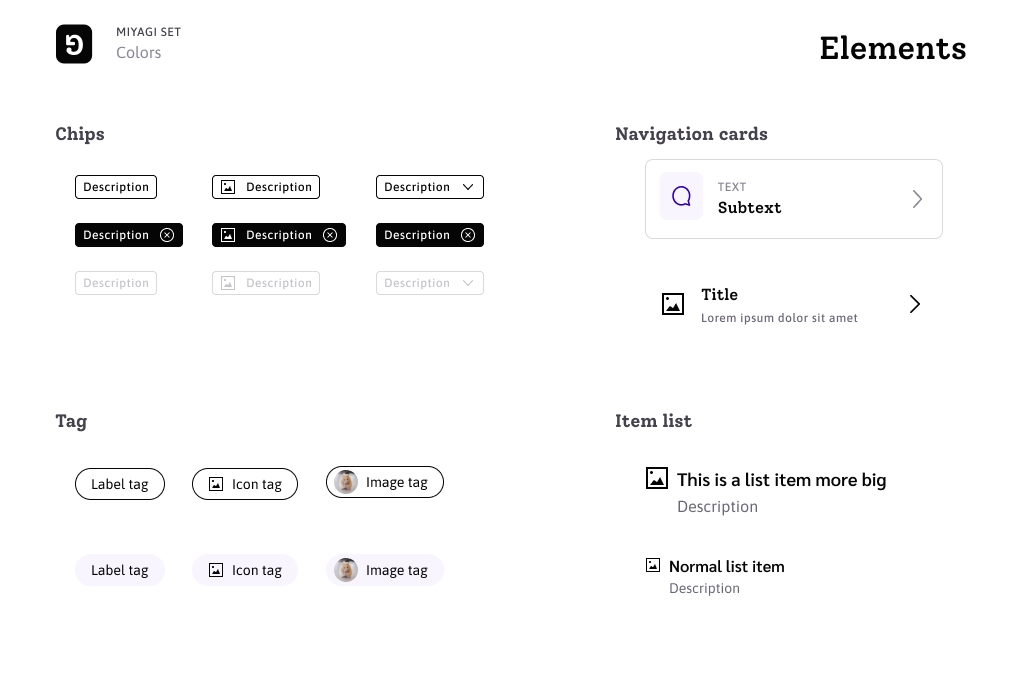 MIYAGI SET
Colors
Elements
Chips
Description
Description
Description
Description
Description
Description
Description
Description
Description
Navigation cards
TEXT
Subtext
Title
Lorem ipsum dolor sit amet
Tag
Label tag
Icon tag
Image tag
Label tag
Icon tag
Image tag
Item list
This is a list item more big
Description
Normal list item
Description